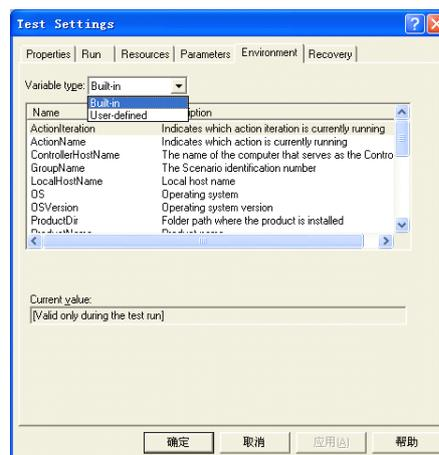 Test Settings
Properties Run Resources Parameters Environment Recovery
Variable type: Built-in
Built-in
User-defined
Name
ActionIteration Indicates which action iteration is currently running
ActionName Indicates which action is currently running
ControllerHostName The name of the computer that serves as the Contro
GroupName The Scenario identification number
LocalHostName Local host name
OS Operating system
OSVersion Operating system version
ProductDir Folder path where the product is installed
Current value:
[Valid only during the test run]
确定 取消 应用(A) 帮助